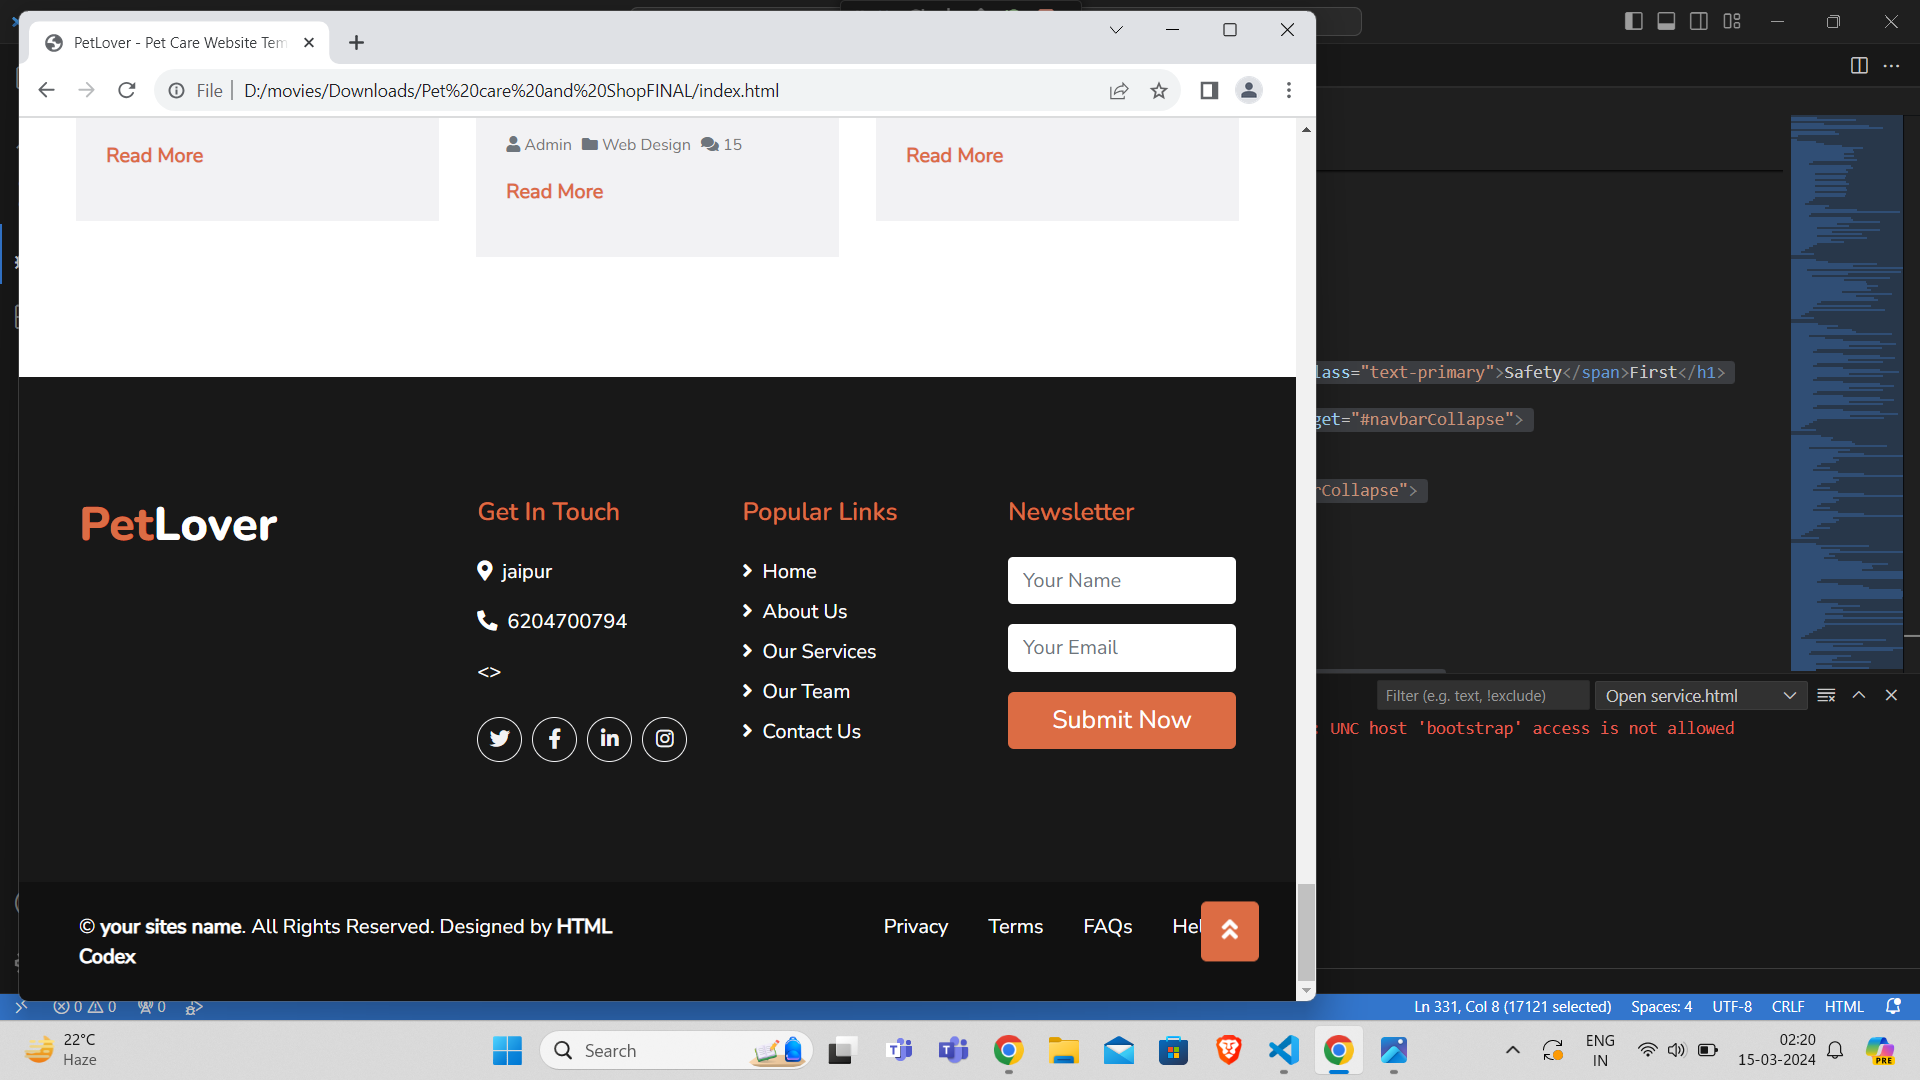 PetLover - Pet Care Website Tem
File D:/movies/Downloads/Pet%20care%20and%20ShopFINAL/index.html
Admin Web Design 15
Read More Read More
Read More
lass="text-primary">Safety</span>First</h1>
get="#navbarCollapse">
rCollapse">
PetLover
Get In Touch
jaipur
6204700794
<>
Popular Links
Home
About Us
Our Services
Our Team
Contact Us
Newsletter
Your Name
Your Email
Submit Now
Filter (e.g. text, !exclude) Open service.html
: UNC host 'bootstrap' access is not allowed
© your sites name. All Rights Reserved. Designed by HTML
Codex
Privacy Terms FAQs Hel
0 0 0 Ln 331, Col 8 (17121 selected) Spaces: 4 UTF-8 CRLF HTML
22°C
Haze
Search
ENG
IN
02:20
15-03-2024
PRE